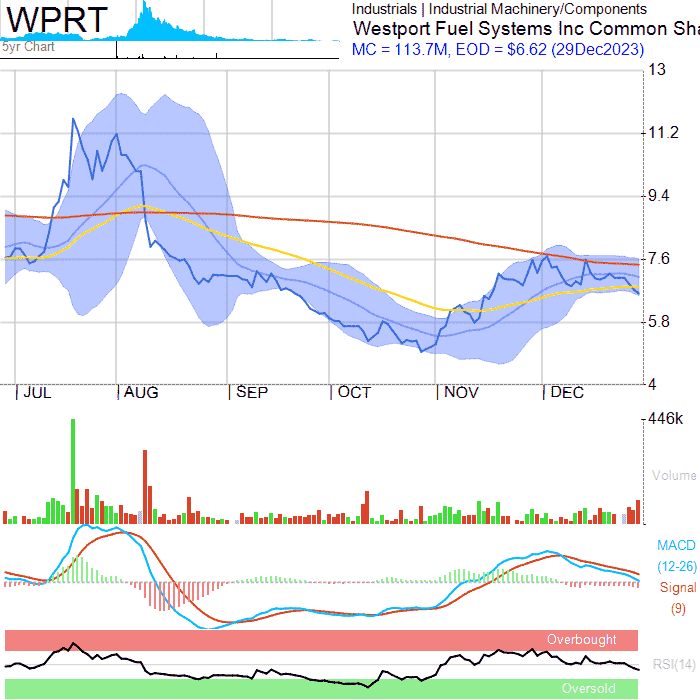 WPRT
5yr Chart
Industrials | Industrial Machinery/Components
Westport Fuel Systems Inc Common Sha
MC = 113.7M, EOD = $6.62 (29Dec2023)
13
11.2
9.4
7.6
5.8
4
JUL AUG SEP OCT NOV DEC
446k
Volume
MACD
(12-26)
Signal
(9)
Overbought
RSI(14)
Oversold